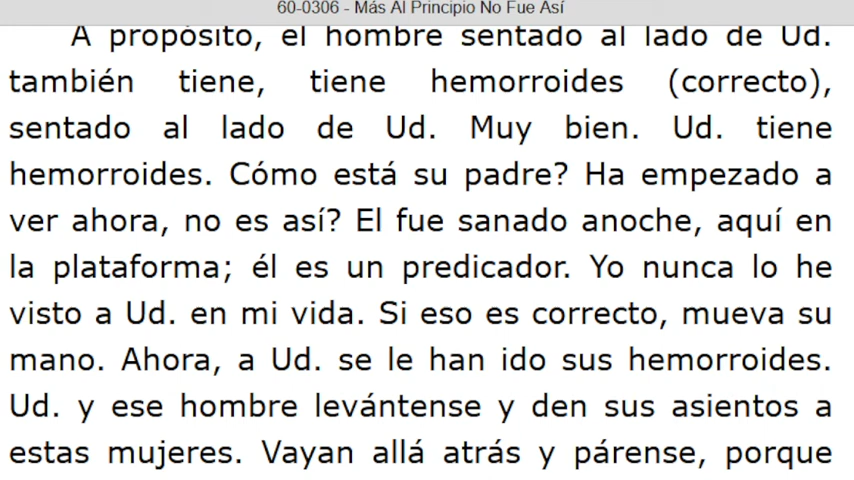 60-0306 - Más Al Principio No Fue Así
A propósito, el hombre sentado al lado de Ud.
también tiene, tiene hemorroides (correcto),
sentado al lado de Ud. Muy bien. Ud. tiene
hemorroides. Cómo está su padre? Ha empezado a
ver ahora, no es así? El fue sanado anoche, aquí en
la plataforma; él es un predicador. Yo nunca lo he
visto a Ud. en mi vida. Si eso es correcto, mueva su
mano. Ahora, a Ud. se le han ido sus hemorroides.
Ud. y ese hombre levántense y den sus asientos a
estas mujeres. Vayan allá atrás y párense, porque